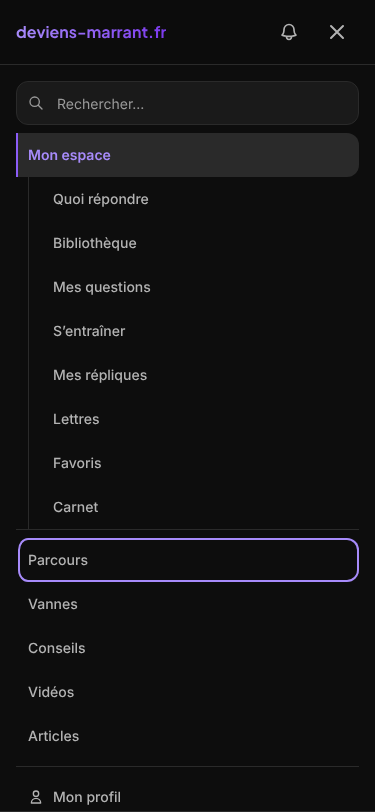 deviens-marrant.fr
Rechercher...
Mon espace
Quoi répondre
Bibliothèque
Mes questions
S’entraîner
Mes répliques
Lettres
Favoris
Carnet
Parcours
Vannes
Conseils
Vidéos
Articles
Mon profil